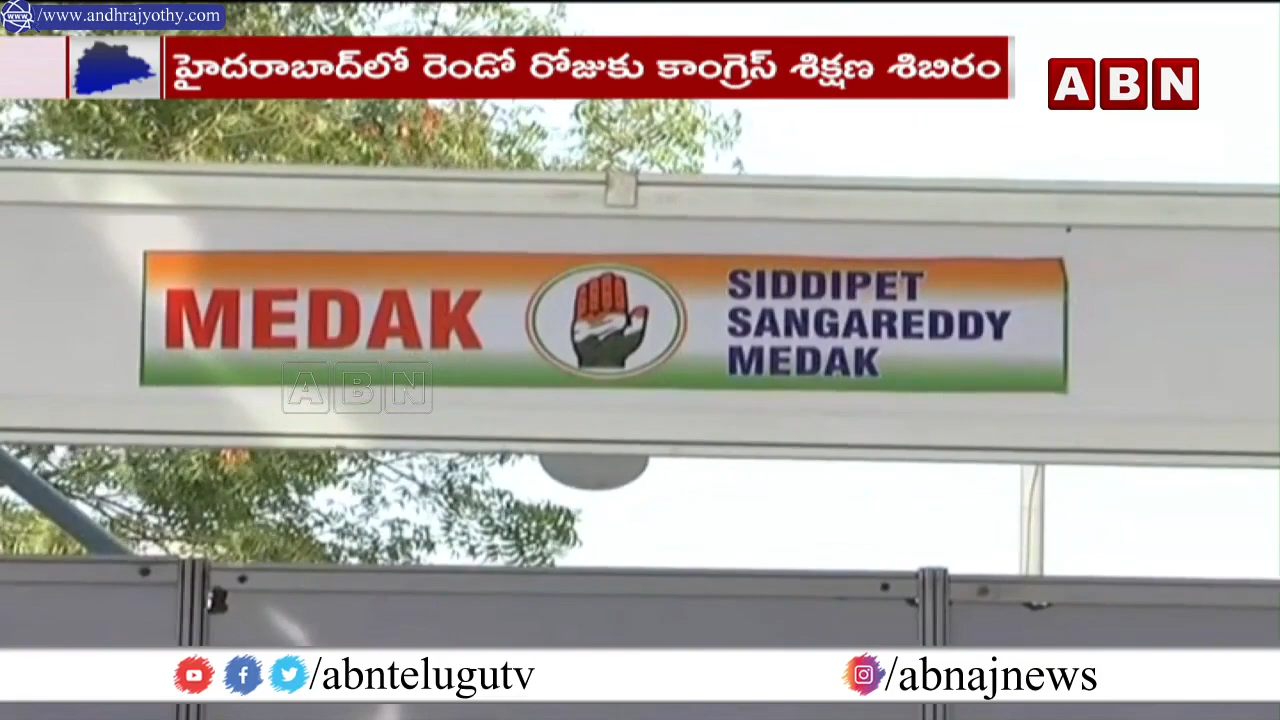 /www.andhrajyothy.com/
హైదరాబాద్‌లో రెండో రోజుకు కాంగ్రెస్ శిక్షణ శిబిరం
ABN
MEDAK
SIDDIPET
SANGAREDDY
MEDAK
ABN
/abntelugutv
/abnajnews